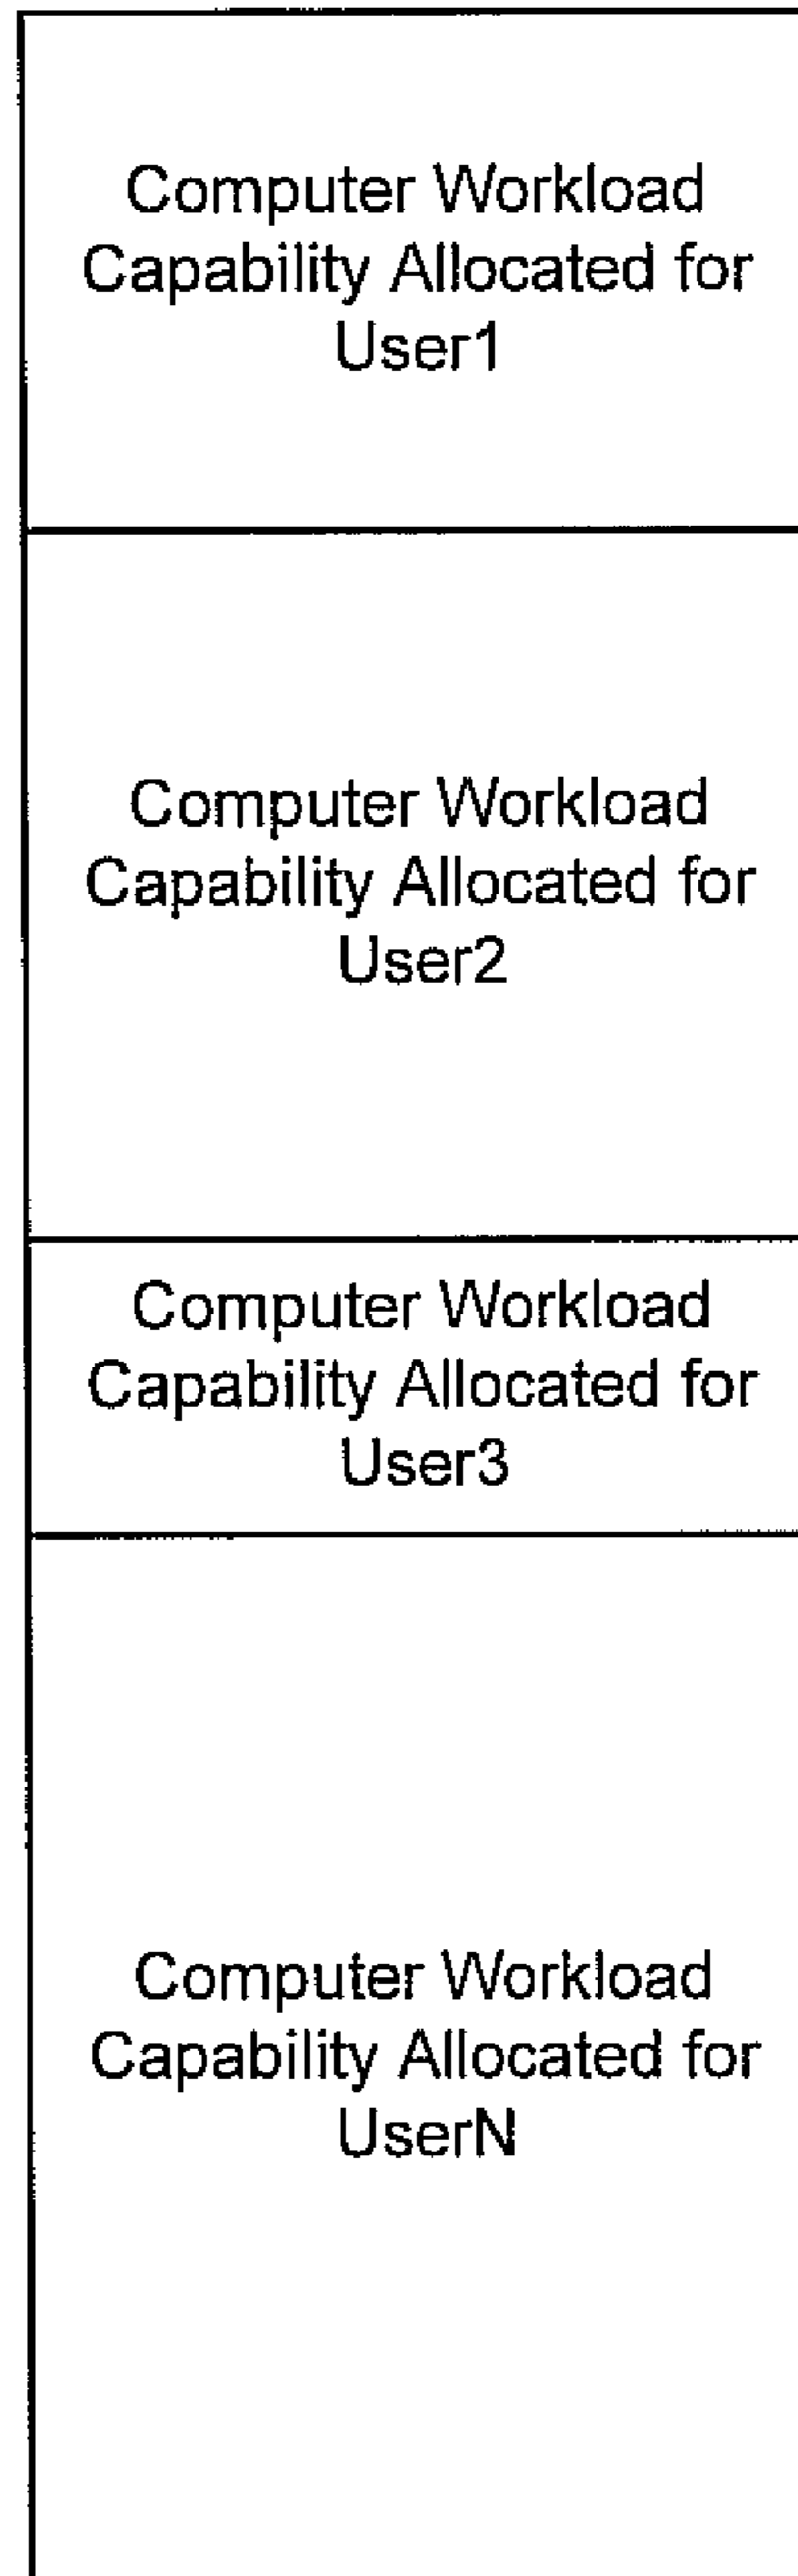 Computer Workload
Capability Allocated for
User1
Computer Workload
Capability Allocated for
User2
Computer Workload
Capability Allocated for
User3
Computer Workload
Capability Allocated for
UserN